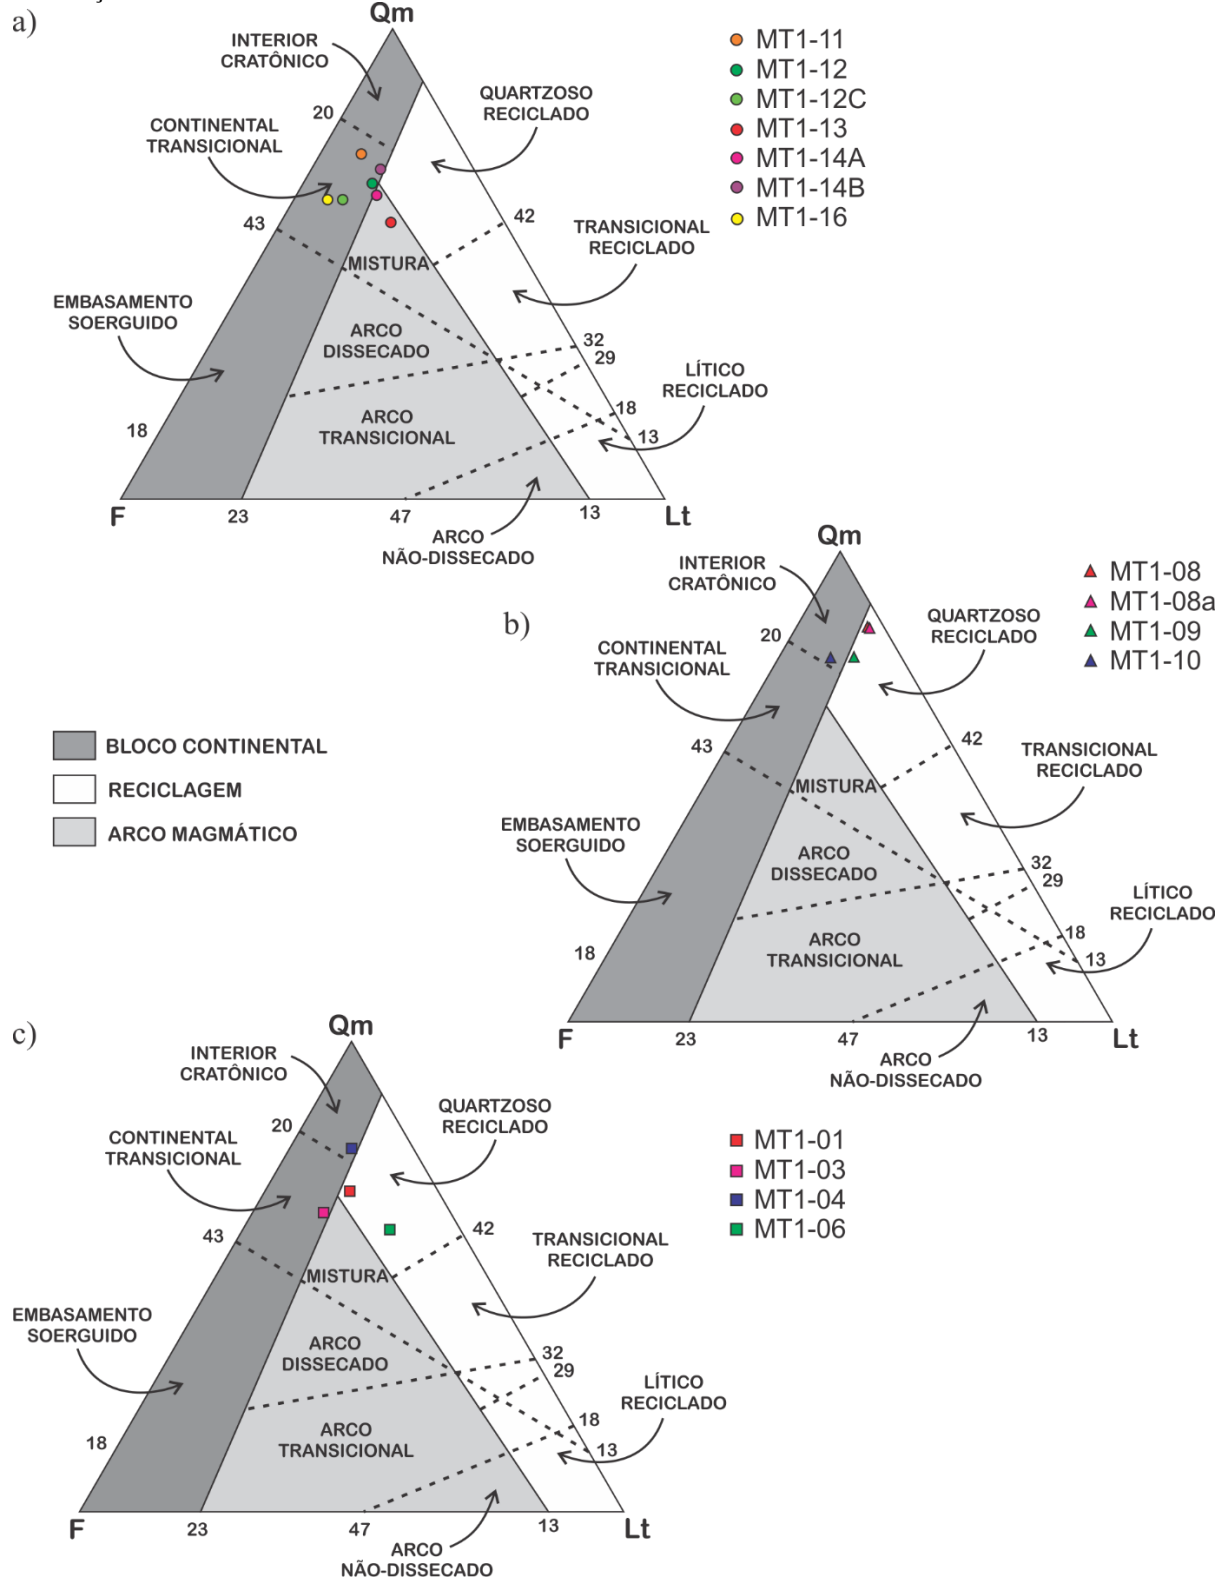 a)
Qm
INTERIOR
CRATÔNICO
QUARTZOSO
RECICLADO
20
CONTINENTAL
TRANSICIONAL
43
42
TRANSICIONAL
RECICLADO
MISTURA
EMBASAMENTO
SOERGUIDO
ARCO
DISSECADO
32
29
LÍTICO
RECICLADO
18
ARCO
TRANSICIONAL
18
13
F
23
47
13
Lt
ARCO
NÃO-DISSECADO
MT1-11
MT1-12
MT1-12C
MT1-13
MT1-14A
MT1-14B
MT1-16
b)
Qm
INTERIOR
CRATÔNICO
QUARTZOSO
RECICLADO
20
CONTINENTAL
TRANSICIONAL
43
42
TRANSICIONAL
RECICLADO
MISTURA
EMBASAMENTO
SOERGUIDO
ARCO
DISSECADO
32
29
LÍTICO
RECICLADO
18
ARCO
TRANSICIONAL
18
13
F
23
47
13
Lt
ARCO
NÃO-DISSECADO
MT1-08
MT1-08a
MT1-09
MT1-10
BLOCO CONTINENTAL
RECICLAGEM
ARCO MAGMÁTICO
c)
Qm
INTERIOR
CRATÔNICO
QUARTZOSO
RECICLADO
20
CONTINENTAL
TRANSICIONAL
43
42
TRANSICIONAL
RECICLADO
MISTURA
EMBASAMENTO
SOERGUIDO
ARCO
DISSECADO
32
29
LÍTICO
RECICLADO
18
ARCO
TRANSICIONAL
18
13
F
23
47
13
Lt
ARCO
NÃO-DISSECADO
MT1-01
MT1-03
MT1-04
MT1-06